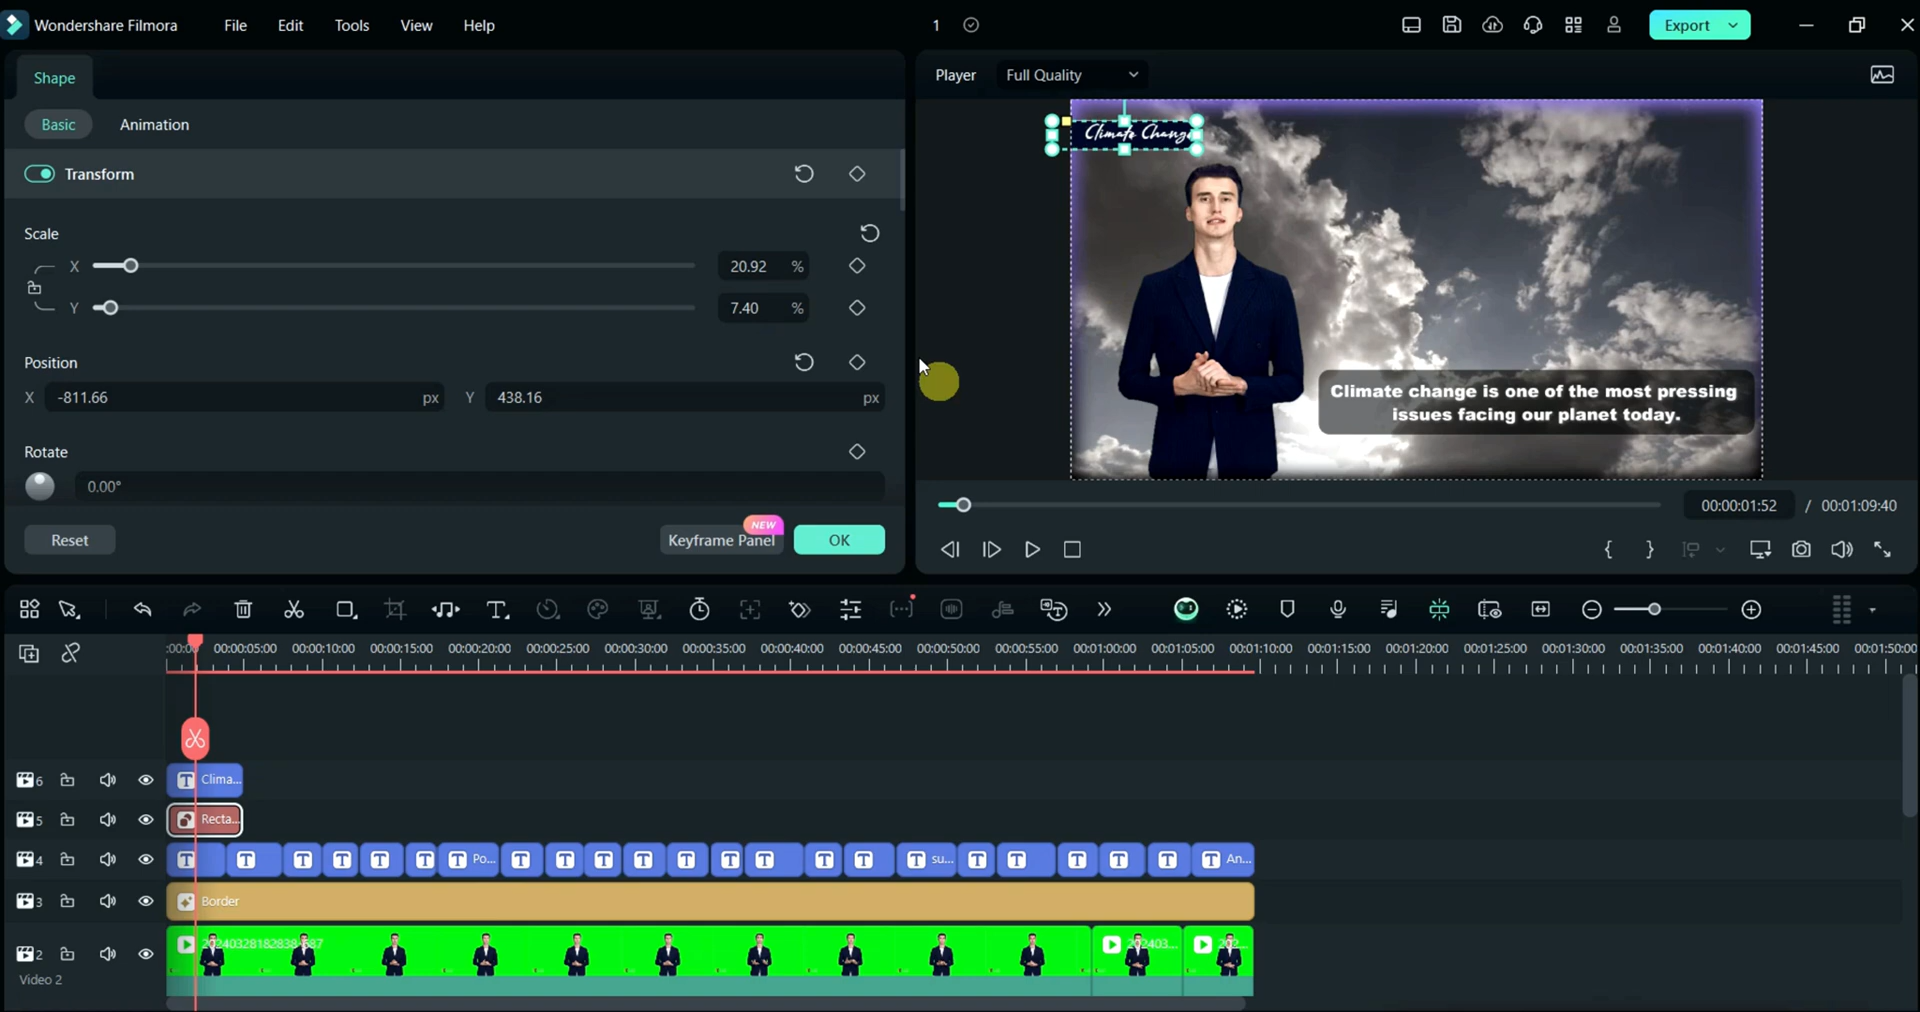 Wondershare Filmora File Edit Tools View Help 1 Export
Shape
Player Full Quality
Basic Animation
Transform
Scale
X 20.92 %
Y 7.40 %
Position
X -811.66 px Y 438.16 px
Rotate
0.00°
Reset Keyframe Panel NEW OK
Climate Change
Climate change is one of the most pressing
issues facing our planet today.
00:00:01:52 / 00:01:09:40
:00:00 00:00:05:00 00:00:10:00 00:00:15:00 00:00:20:00 00:00:25:00 00:00:30:00 00:00:35:00 00:00:40:00 00:00:45:00 00:00:50:00 00:00:55:00 00:01:00:00 00:01:05:00 00:01:10:00 00:01:15:00 00:01:20:00 00:01:25:00 00:01:30:00 00:01:35:00 00:01:40:00 00:01:45:00 00:01:50:00
6 T Clima...
5 Recta...
4 T T T T T T T Po... T T T T T T T T T T su... T T T T T T An...
3 Border
2 202403... 202...
Video 2